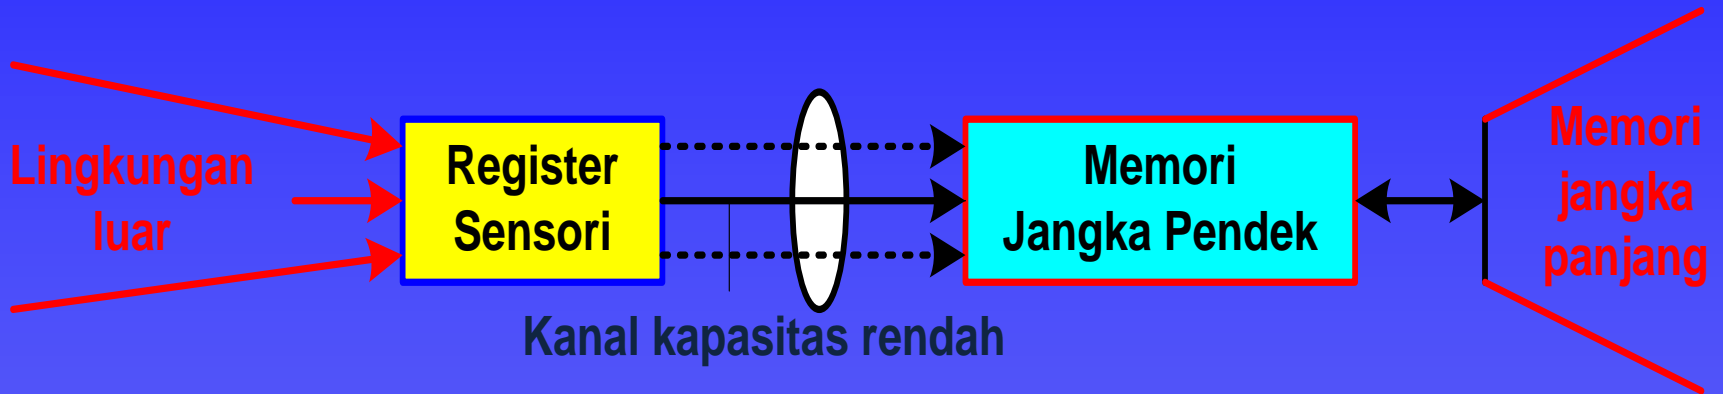 Lingkungan
luar
Register
Sensori
Kanal kapasitas rendah
Memori
Jangka Pendek
Memori
jangka
panjang